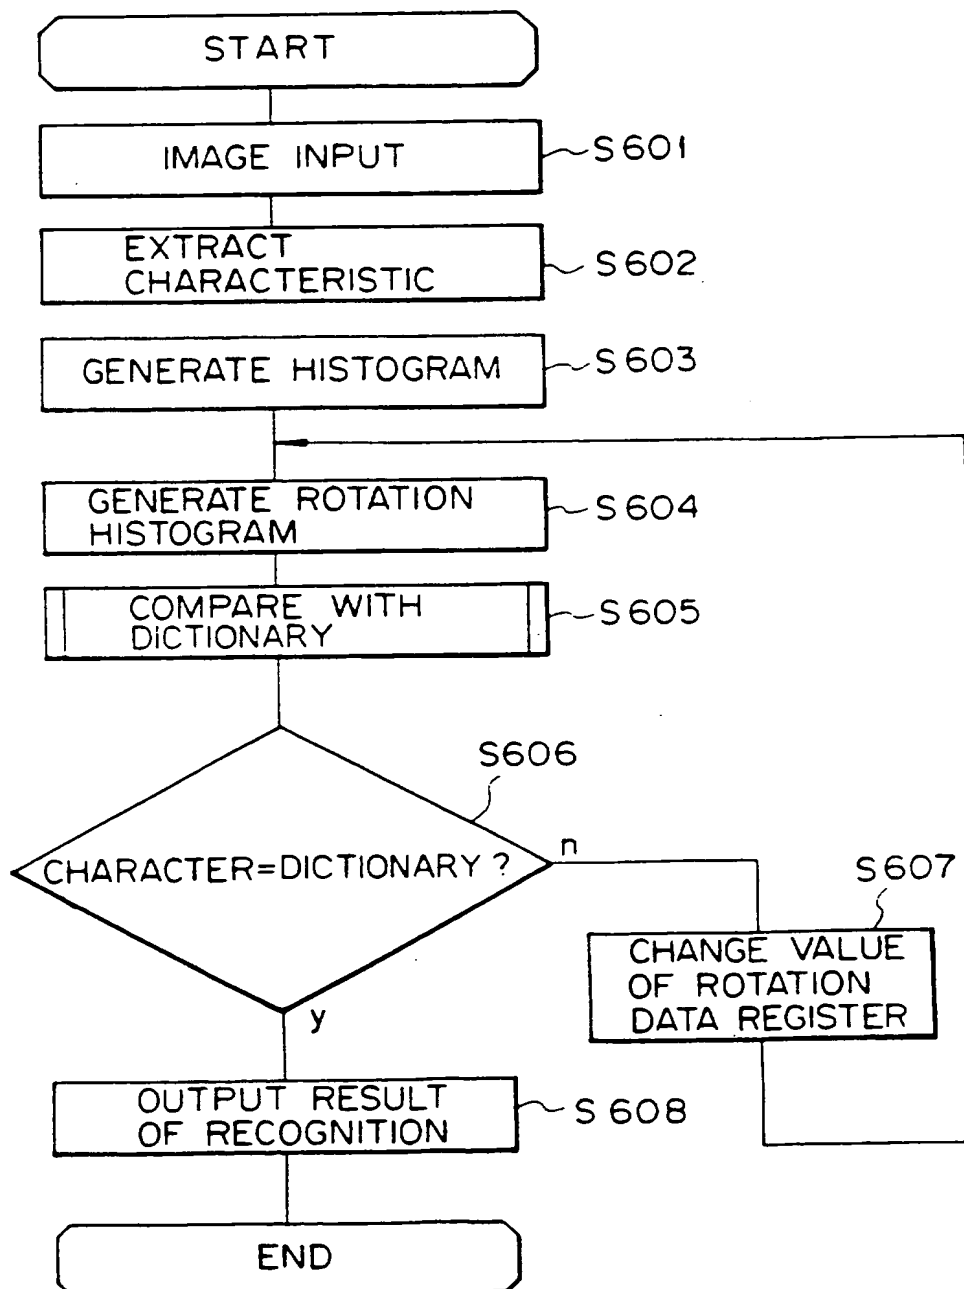 START
IMAGE INPUT
S601
EXTRACT
CHARACTERISTIC
S602
GENERATE HISTOGRAM
S603
GENERATE ROTATION
HISTOGRAM
S604
COMPARE WITH
DICTIONARY
S605
S606
CHARACTER=DICTIONARY?
n
S607
CHANGE VALUE
OF ROTATION
DATA REGISTER
y
OUTPUT RESULT
OF RECOGNITION
S608
END